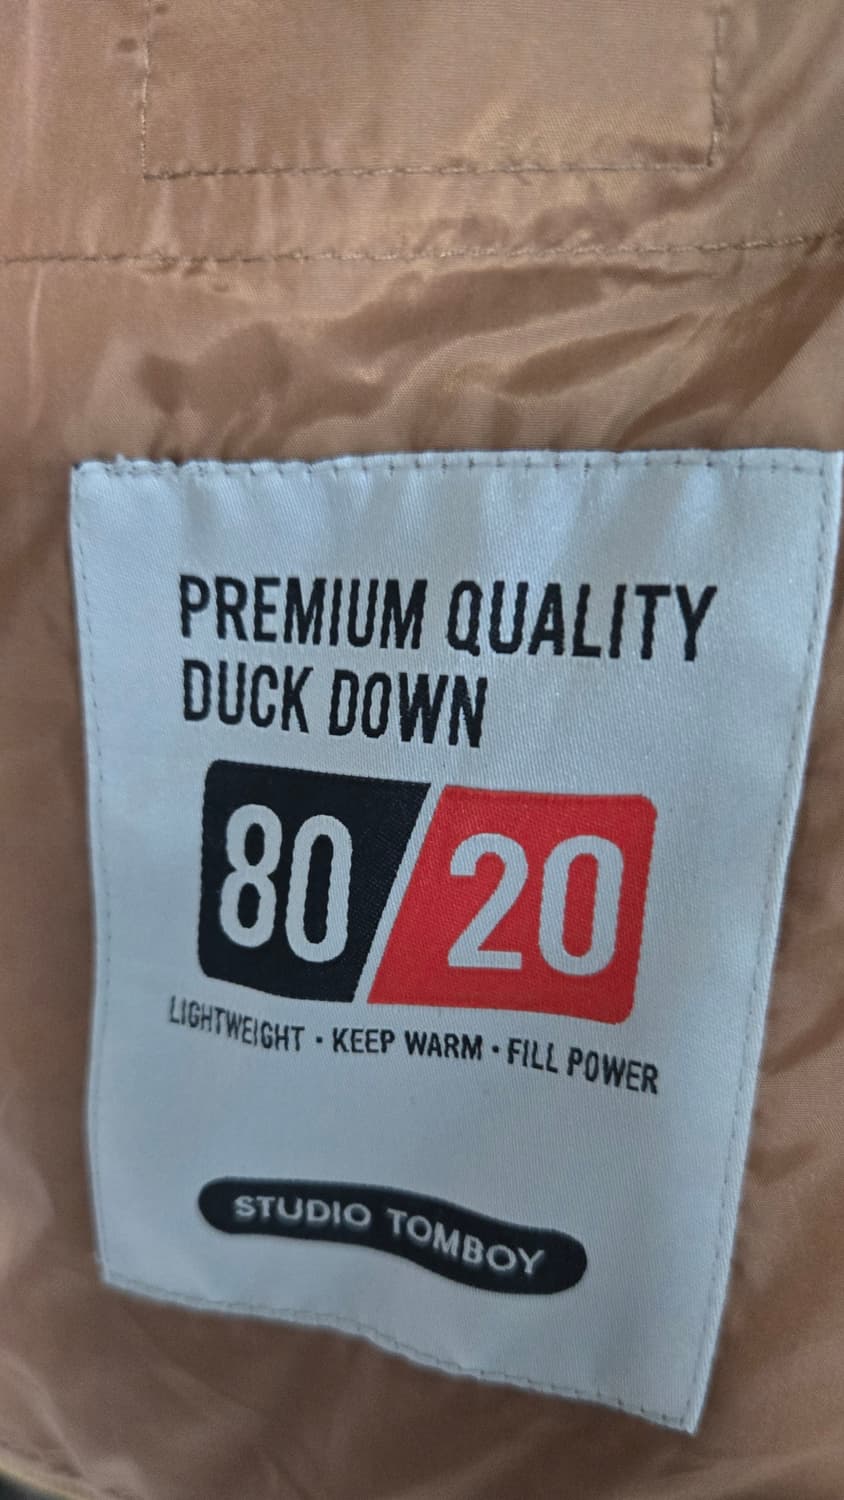 PREMIUM QUALITY
DUCK DOWN
80/20
LIGHTWEIGHT · KEEP WARM · FILL POWER
STUDIO TOMBOY